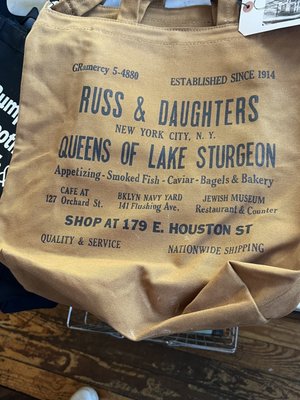 GRamercy 5-4880
ESTABLISHED SINCE 1914
RUSS & DAUGHTERS
NEW YORK CITY, N. Y.
QUEENS OF LAKE STURGEON
Appetizing - Smoked Fish - Caviar - Bagels & Bakery
CAFE AT
127 Orchard St.
BKLYN NAVY YARD
141 Flushing Ave.
JEWISH MUSEUM
Restaurant & Counter
SHOP AT 179 E. HOUSTON ST
QUALITY & SERVICE
NATIONWIDE SHIPPING